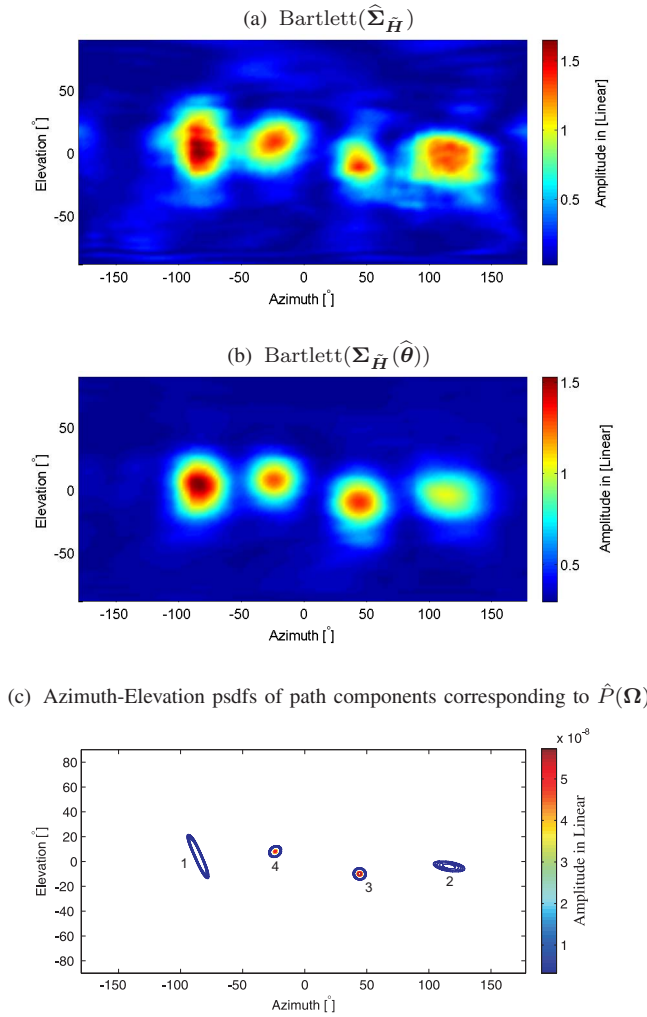 (a) Bartlett(Σ̂_H̃)
50
0
-50
Elevation [°]
-150 -100 -50 0 50 100 150
Azimuth [°]
1.5
1
0.5
Amplitude in [Linear]
(b) Bartlett(Σ_H̃(θ̂))
50
0
-50
Elevation [°]
-150 -100 -50 0 50 100 150
Azimuth [°]
1.5
1
0.5
Amplitude in [Linear]
(c) Azimuth-Elevation psdfs of path components corresponding to P̂(Ω)
80
60
40
20
0
-20
-40
-60
-80
Elevation [°]
1
4
3
2
-150 -100 -50 0 50 100 150
Azimuth [°]
x 10⁻⁸
5
4
3
2
1
Amplitude in Linear